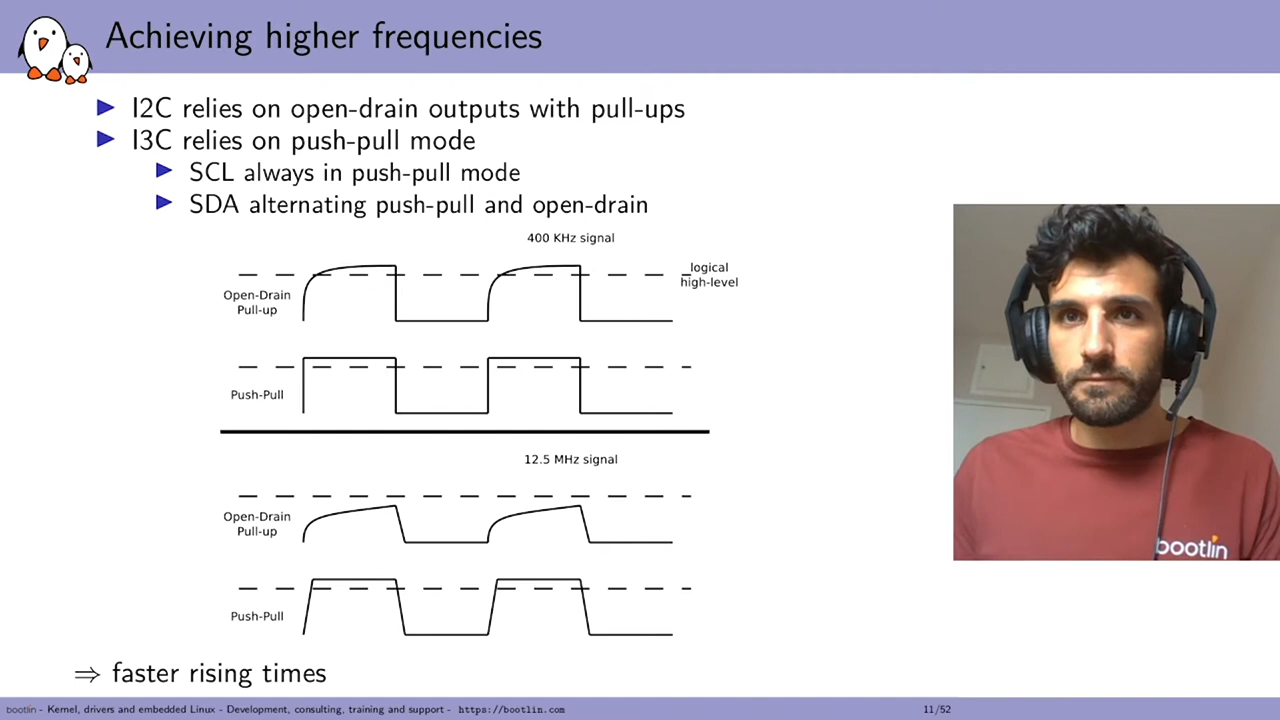 Achieving higher frequencies
I2C relies on open-drain outputs with pull-ups
I3C relies on push-pull mode
SCL always in push-pull mode
SDA alternating push-pull and open-drain
400 KHz signal
logical
high-level
Open-Drain
Pull-up
Push-Pull
12.5 MHz signal
Open-Drain
Pull-up
Push-Pull
⇒ faster rising times
bootlin
bootlin - Kernel, drivers and embedded Linux - Development, consulting, training and support - https://bootlin.com
11/52